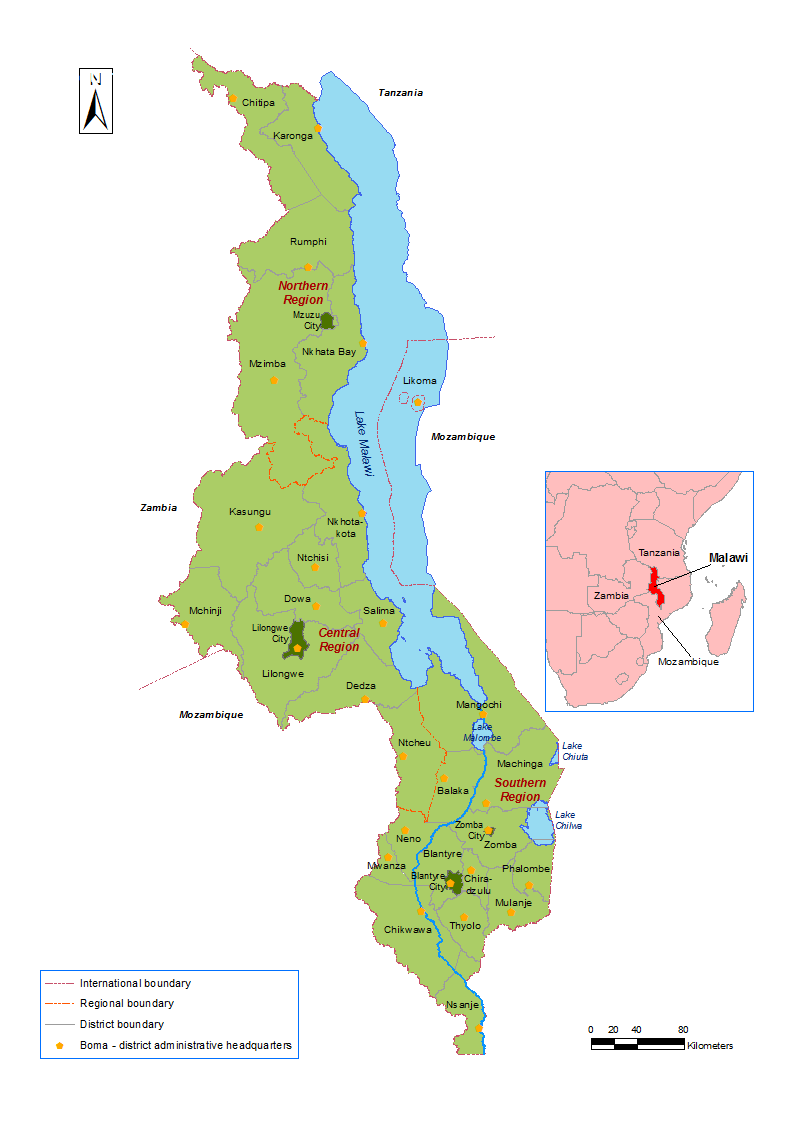 N
Tanzania
Chitipa
Karonga
Rumphi
Northern
Region
Mzuzu
City
Nkhata Bay
Mzimba
Likoma
Lake Malawi
Mozambique
Zambia
Kasungu
Nkhota-
kota
Ntchisi
Dowa
Mchinji
Salima
Lilongwe
City
Central
Region
Lilongwe
Dedza
Mozambique
Mangochi
Lake
Malombe
Ntcheu
Lake
Chiuta
Machinga
Balaka
Southern
Region
Lake
Chilwa
Zomba
City
Neno
Zomba
Blantyre
Mwanza
Phalombe
Blantyre
City
Chira-
dzulu
Mulanje
Chikwawa
Thyolo
Nsanje
Tanzania
Malawi
Zambia
Mozambique
International boundary
Regional boundary
District boundary
Boma - district administrative headquarters
0 20 40 80
Kilometers